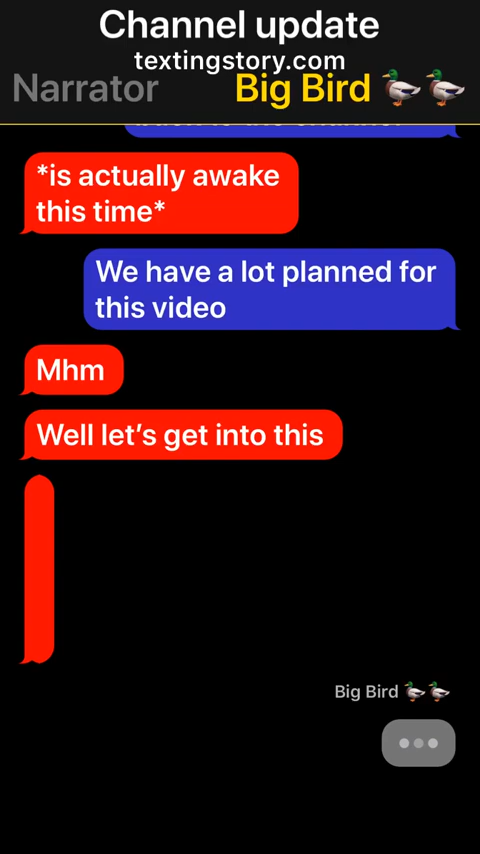 Channel update
textingstory.com
Narrator
Big Bird 🦆🦆
*is actually awake
this time*
We have a lot planned for
this video
Mhm
Well let’s get into this
Big Bird 🦆🦆